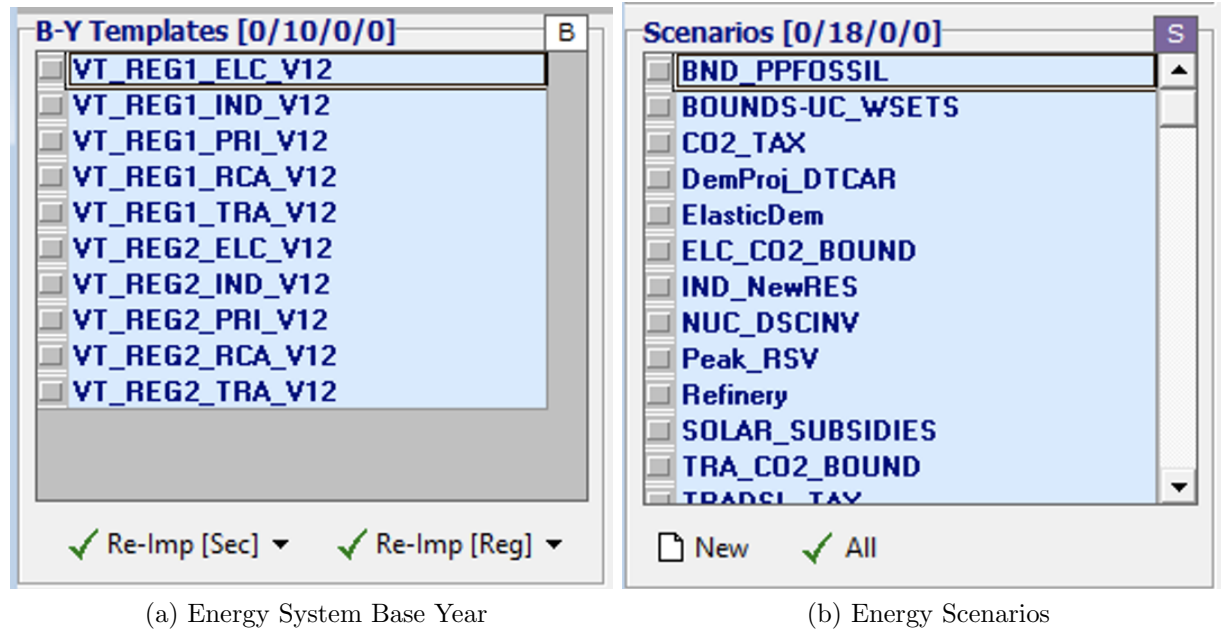 B-Y Templates [0/10/0/0]
B
VT_REG1_ELC_V12
VT_REG1_IND_V12
VT_REG1_PRI_V12
VT_REG1_RCA_V12
VT_REG1_TRA_V12
VT_REG2_ELC_V12
VT_REG2_IND_V12
VT_REG2_PRI_V12
VT_REG2_RCA_V12
VT_REG2_TRA_V12
Re-Imp [Sec]
Re-Imp [Reg]
(a) Energy System Base Year
Scenarios [0/18/0/0]
S
BND_PPFOSSIL
BOUNDS-UC_WSETS
CO2_TAX
DemProj_DTCAR
ElasticDem
ELC_CO2_BOUND
IND_NewRES
NUC_DSCINV
Peak_RSV
Refinery
SOLAR_SUBSIDIES
TRA_CO2_BOUND
TRADSL_TAX
New
All
(b) Energy Scenarios